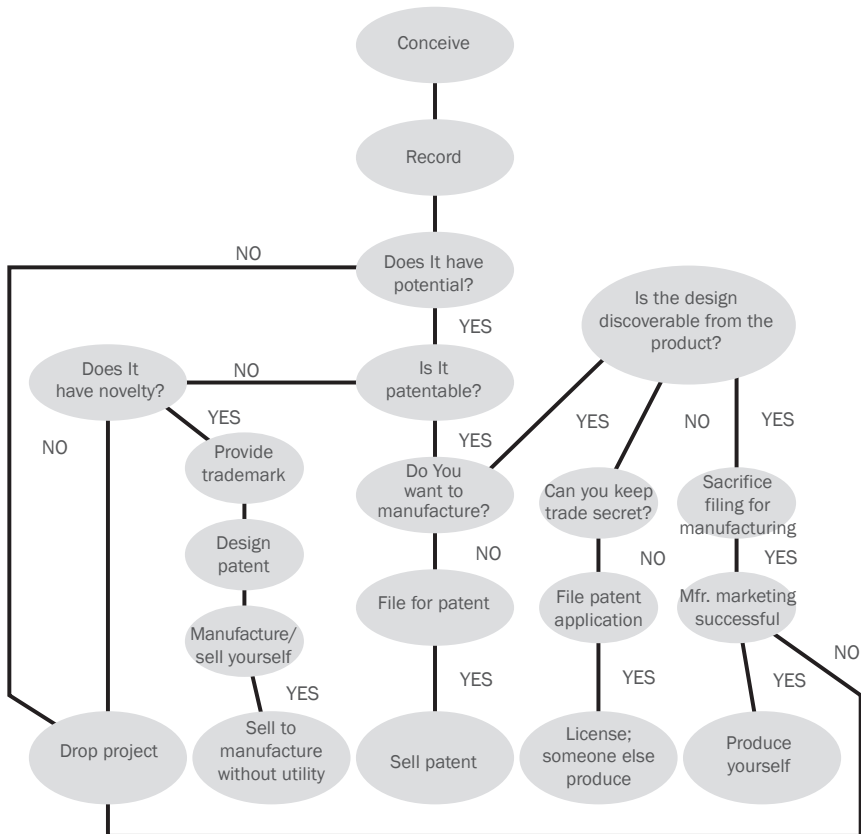 Conceive
Record
NO
Does It have
potential?
YES
Is the design
discoverable from the
product?
Does It
have novelty?
NO
Is It
patentable?
YES
NO
YES
YES
NO
YES
Provide
trademark
Do You
want to
manufacture?
Can you keep
trade secret?
Sacrifice
filing for
manufacturing
Design
patent
NO
NO
YES
File for patent
File patent
application
Mfr. marketing
successful
Manufacture/
sell yourself
YES
YES
YES
YES
NO
Drop project
Sell to
manufacture
without utility
Sell patent
License;
someone else
produce
Produce
yourself